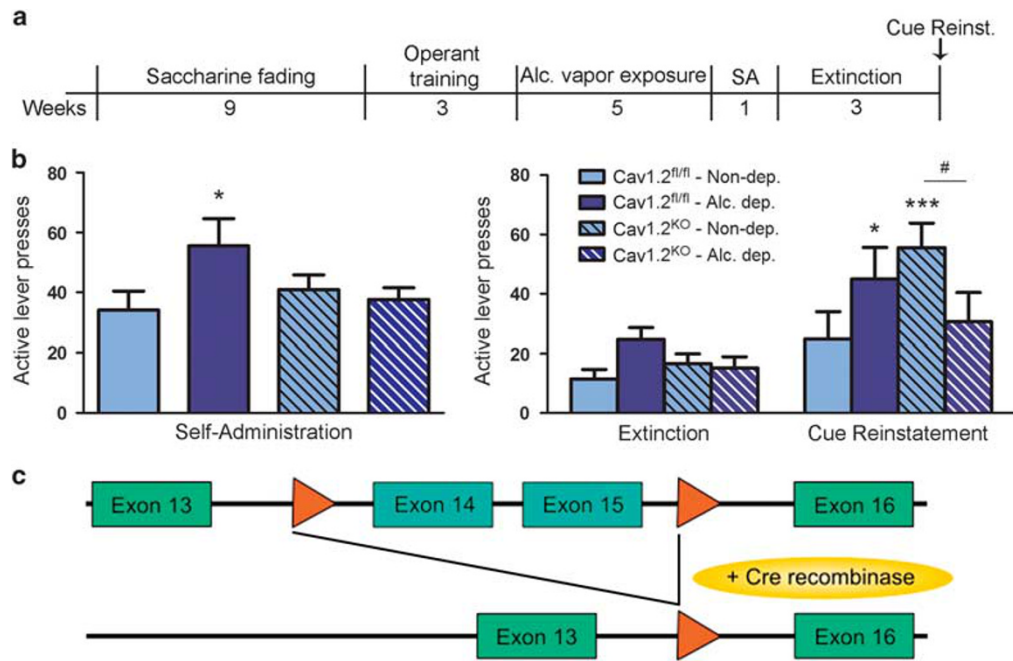 a
Cue Reinst.
Saccharine fading
Operant
training
Alc. vapor exposure
SA
Extinction
Weeks
9
3
5
1
3
b
80
60
40
20
0
Active lever presses
*
Self-Administration
80
60
40
20
0
Active lever presses
Cav1.2fl/fl - Non-dep.
Cav1.2fl/fl - Alc. dep.
Cav1.2KO - Non-dep.
Cav1.2KO - Alc. dep.
#
***
*
Extinction
Cue Reinstatement
c
Exon 13
Exon 14
Exon 15
Exon 16
+ Cre recombinase
Exon 13
Exon 16